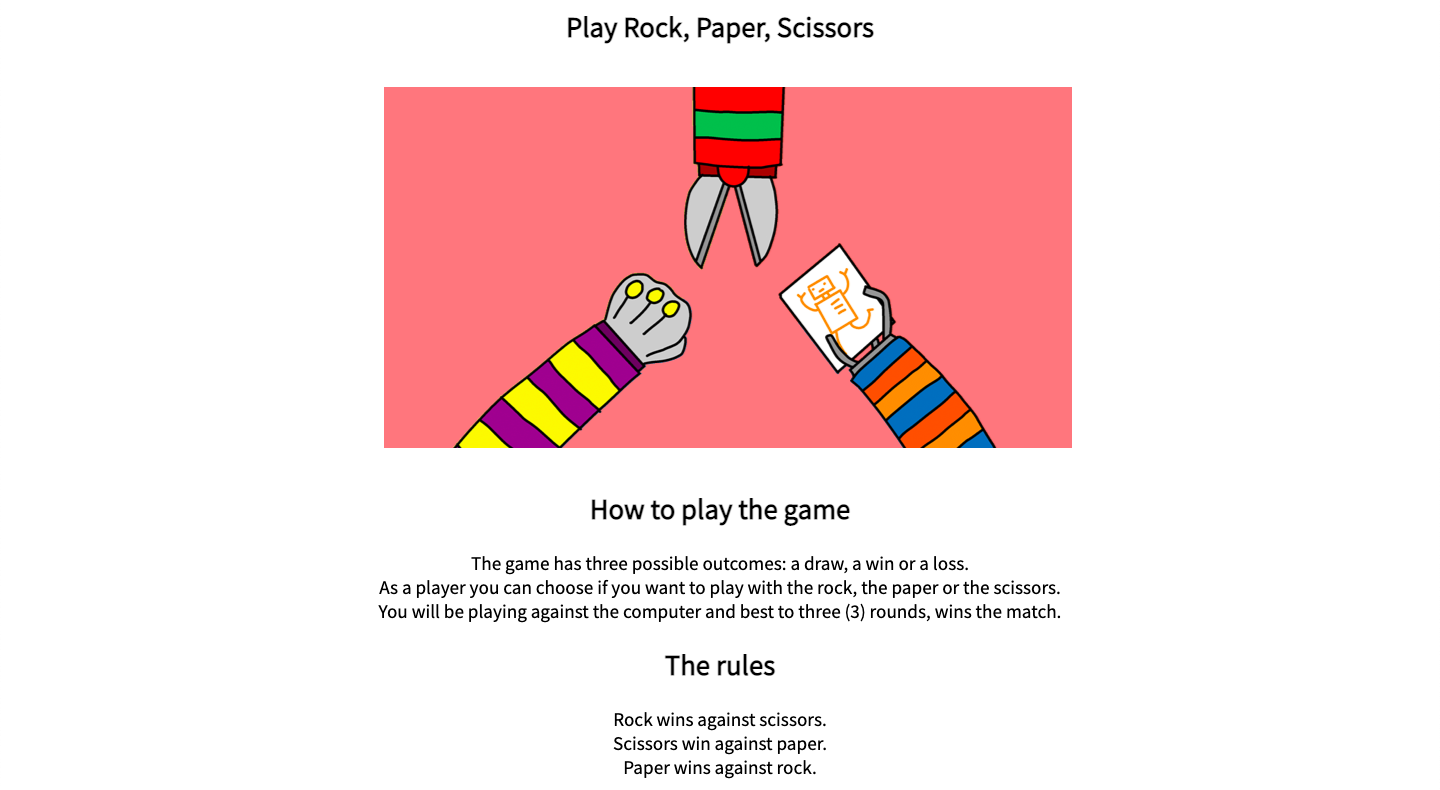 Play Rock, Paper, Scissors
How to play the game
The game has three possible outcomes: a draw, a win or a loss.
As a player you can choose if you want to play with the rock, the paper or the scissors.
You will be playing against the computer and best to three (3) rounds, wins the match.
The rules
Rock wins against scissors.
Scissors win against paper.
Paper wins against rock.